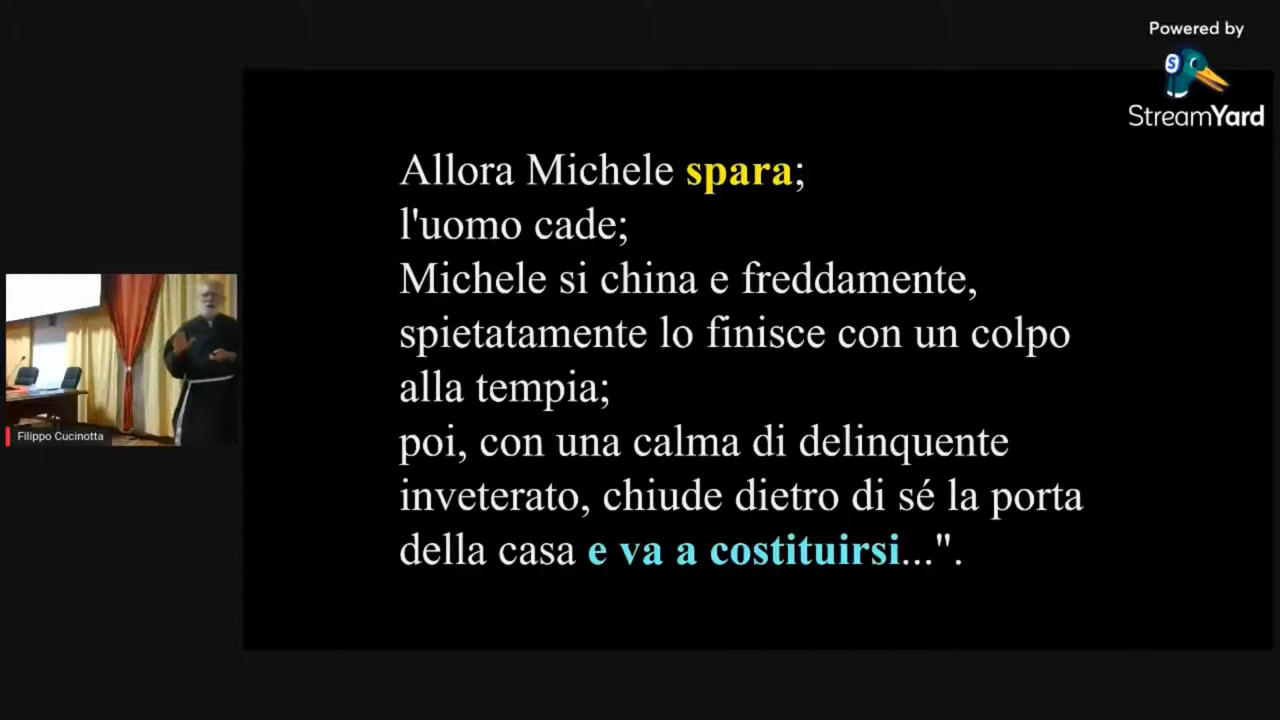 Powered by
S
StreamYard
Allora Michele spara;
l'uomo cade;
Michele si china e freddamente,
spietatamente lo finisce con un colpo
alla tempia;
poi, con una calma di delinquente
inveterato, chiude dietro di sé la porta
della casa e va a costituirsi...".
Filippo Cucinotta